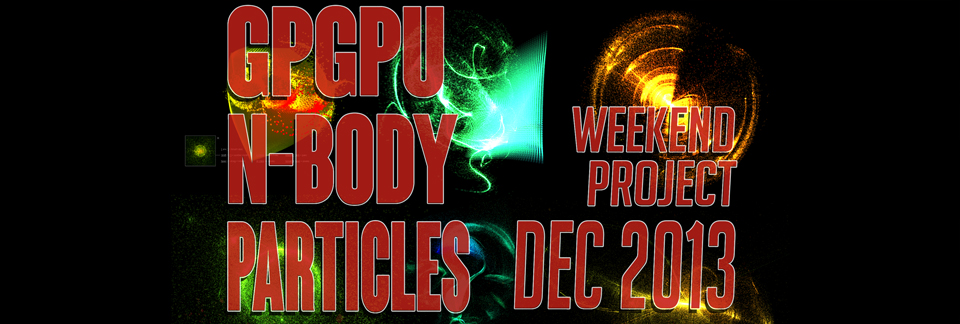 GPGPU
N-BODY
PARTICLES
WEEKEND
PROJECT
DEC 2013